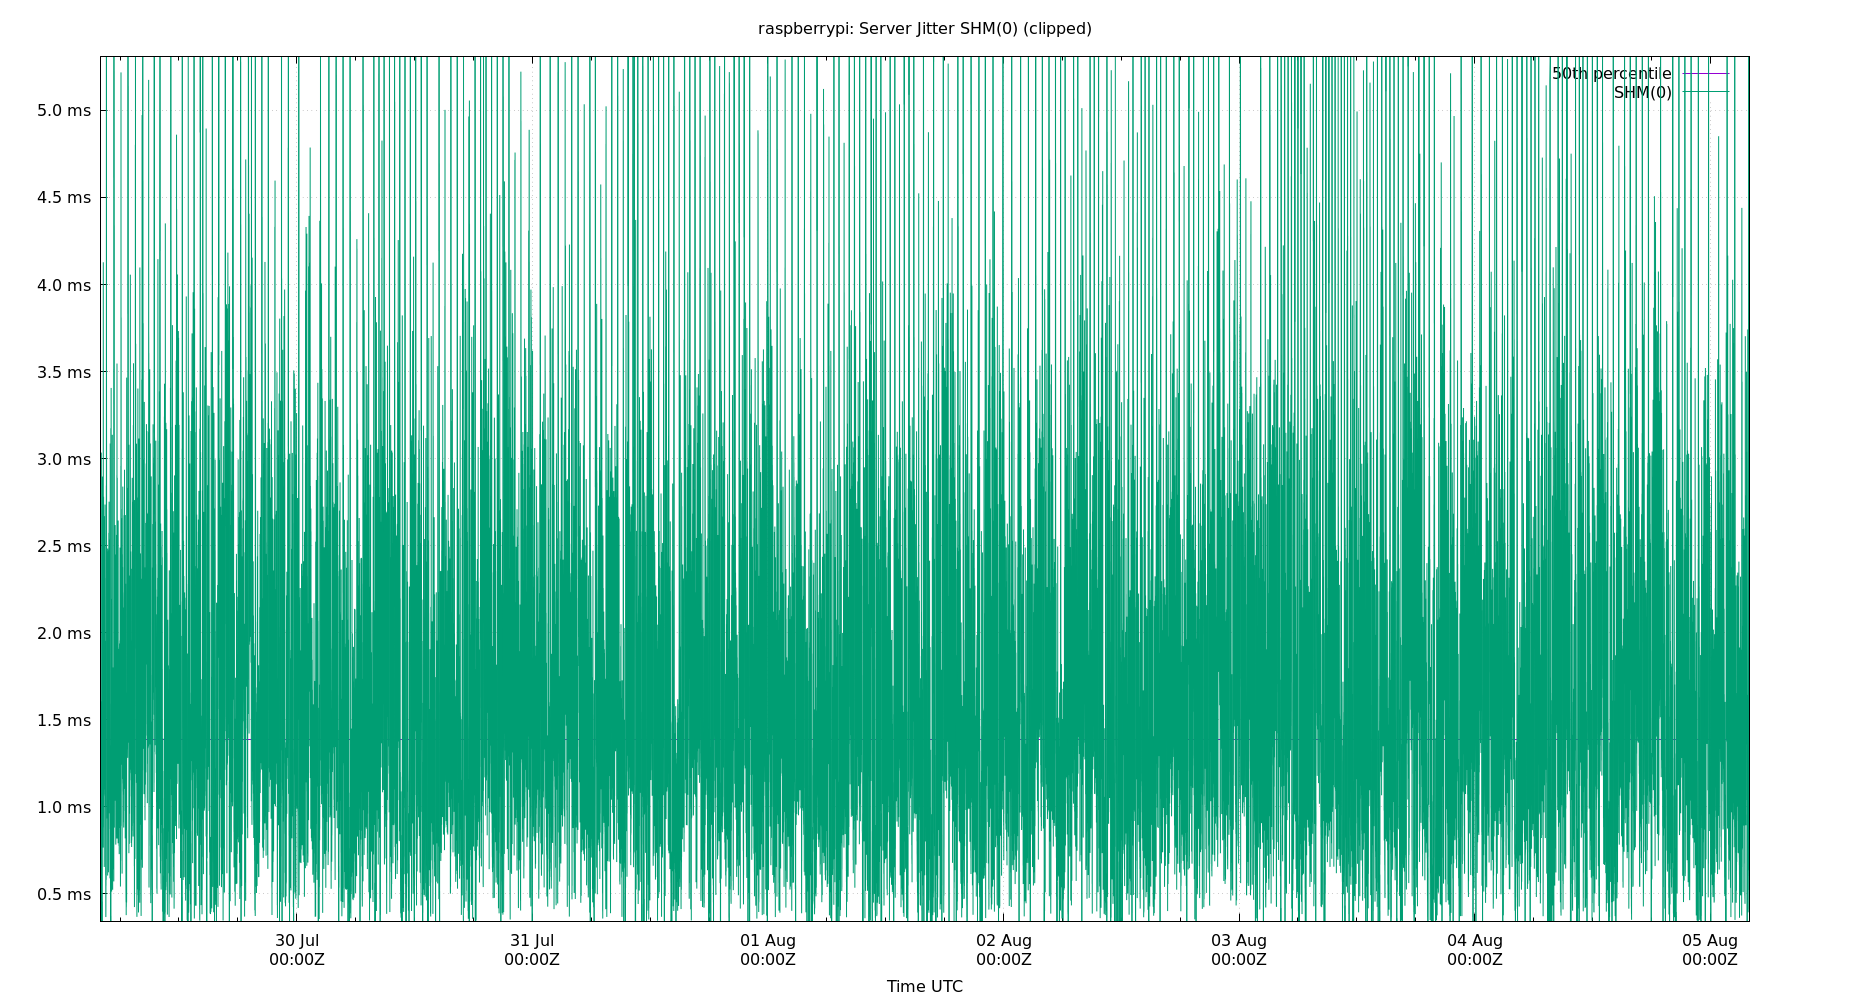 raspberrypi: Server Jitter SHM(0) (clipped)
50th percentile
SHM(0)
5.0 ms
4.5 ms
4.0 ms
3.5 ms
3.0 ms
2.5 ms
2.0 ms
1.5 ms
1.0 ms
0.5 ms
30 Jul 31 Jul 01 Aug 02 Aug 03 Aug 04 Aug 05 Aug
00:00Z 00:00Z 00:00Z 00:00Z 00:00Z 00:00Z 00:00Z
Time UTC